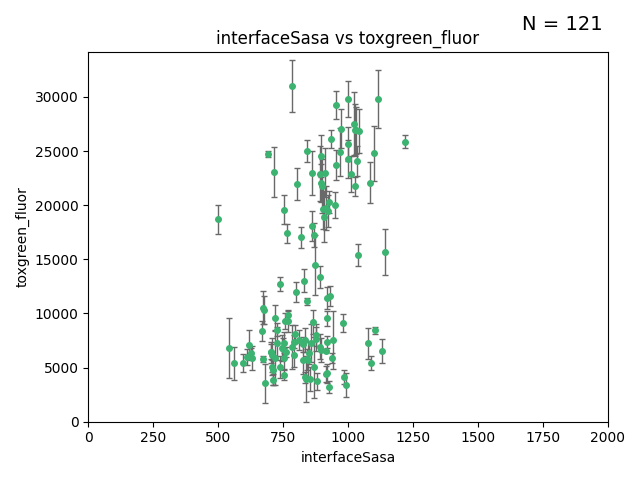 N = 121
interfaceSasa vs toxgreen_fluor
toxgreen_fluor
30000
25000
20000
15000
10000
5000
0
0 250 500 750 1000 1250 1500 1750 2000
interfaceSasa